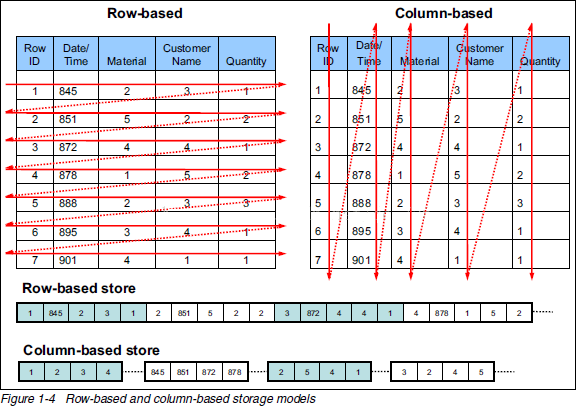 Row-based
Row ID Date/ Time Material Customer Name Quantity
1 845 2 3 1
2 851 5 2 2
3 872 4 4 1
4 878 1 5 2
5 888 2 3 3
6 895 3 4 1
7 901 4 1 1
Column-based
Row ID Date/ Time Material Customer Name Quantity
1 845 2 3 1
2 851 5 2 2
3 872 4 4 1
4 878 1 5 2
5 888 2 3 3
6 895 3 4 1
7 901 4 1 1
Row-based store
1 845 2 3 1 2 851 5 2 2 3 872 4 4 1 4 878 1 5 2
Column-based store
1 2 3 4 845 851 872 878 2 5 4 1 3 2 4 5
Figure 1-4 Row-based and column-based storage models